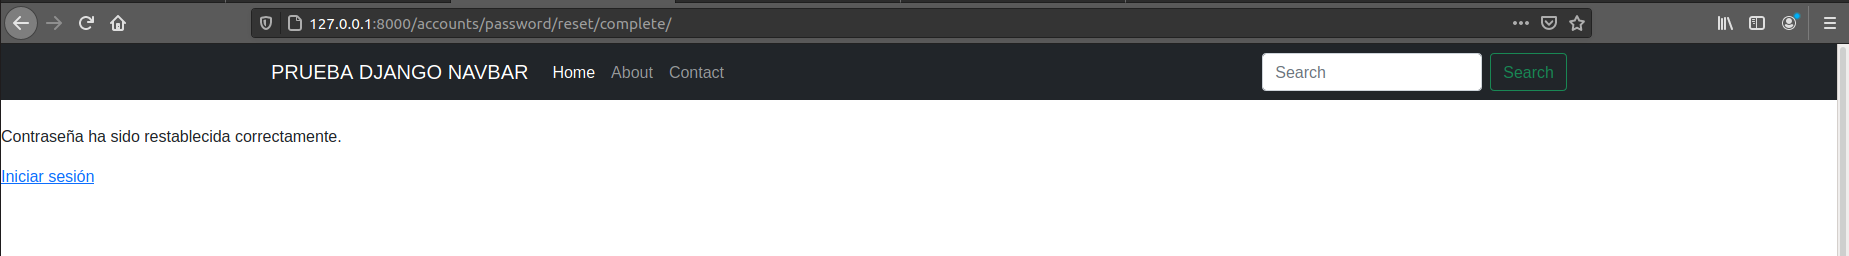 127.0.0.1:8000/accounts/password/reset/complete/
PRUEBA DJANGO NAVBAR Home About Contact Search Search
Contraseña ha sido restablecida correctamente.
Iniciar sesión